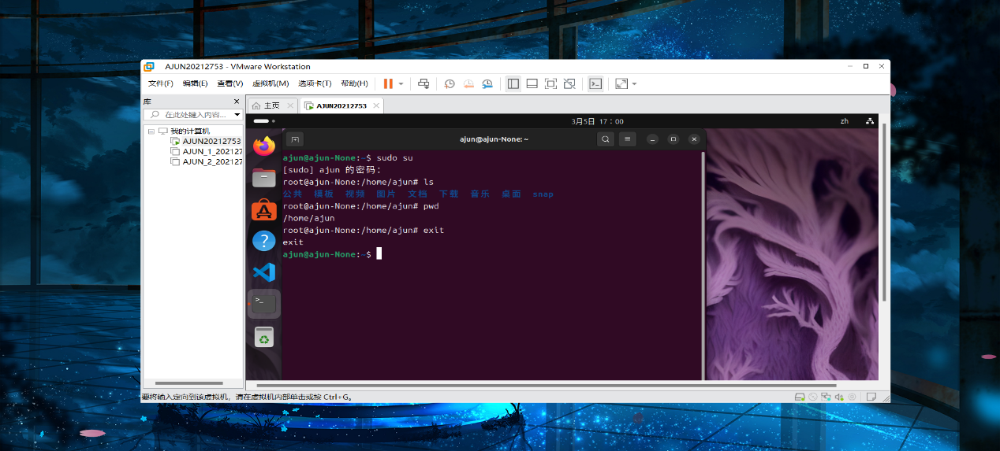 AJUN20212753 - VMware Workstation
文件(F) 编辑(E) 查看(V) 虚拟机(M) 选项卡(T) 帮助(H)
库
在此处键入内容...
我的计算机
AJUN20212753
AJUN_1_202127
AJUN_2_202127
主页 AJUN20212753
3月5日 17：00 zh
ajun@ajun-None: ~
ajun@ajun-None:~$ sudo su
[sudo] ajun 的密码：
root@ajun-None:/home/ajun# ls
公共 模板 视频 图片 文档 下载 音乐 桌面 snap
root@ajun-None:/home/ajun# pwd
/home/ajun
root@ajun-None:/home/ajun# exit
exit
ajun@ajun-None:~$
要将输入定向到该虚拟机，请在虚拟机内部单击或按 Ctrl+G。